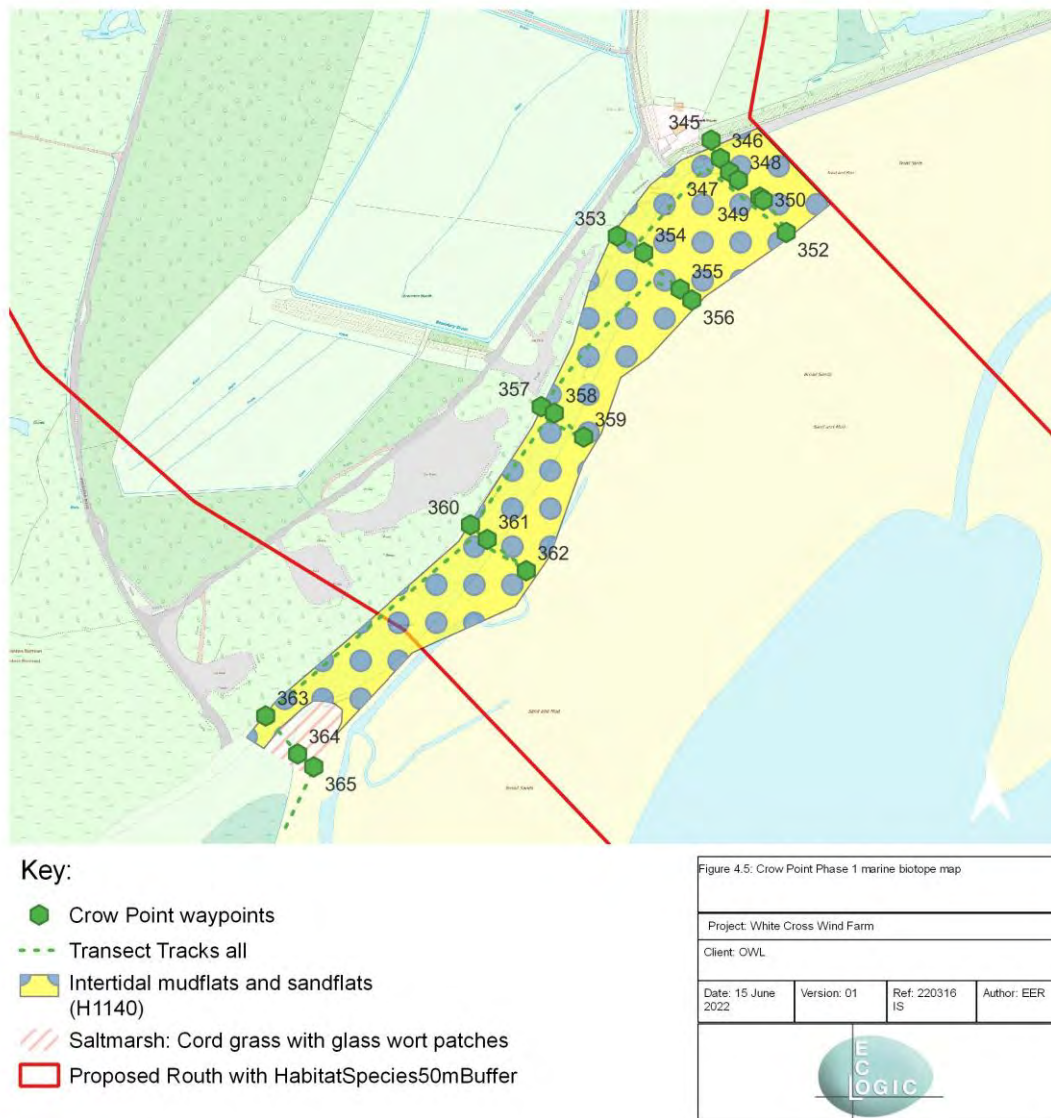 345
346
348
347
350
349
352
353
354
355
356
357
358
359
360
361
362
363
364
365
Key:
Crow Point waypoints
Transect Tracks all
Intertidal mudflats and sandflats
(H1140)
Saltmarsh: Cord grass with glass wort patches
Proposed Routh with HabitatSpecies50mBuffer
Figure 4.5: Crow Point Phase 1 marine biotope map
Project: White Cross Wind Farm
Client: OWL
Date: 15 June
2022
Version: 01
Ref: 220316
IS
Author: EER
ECO
LOGIC